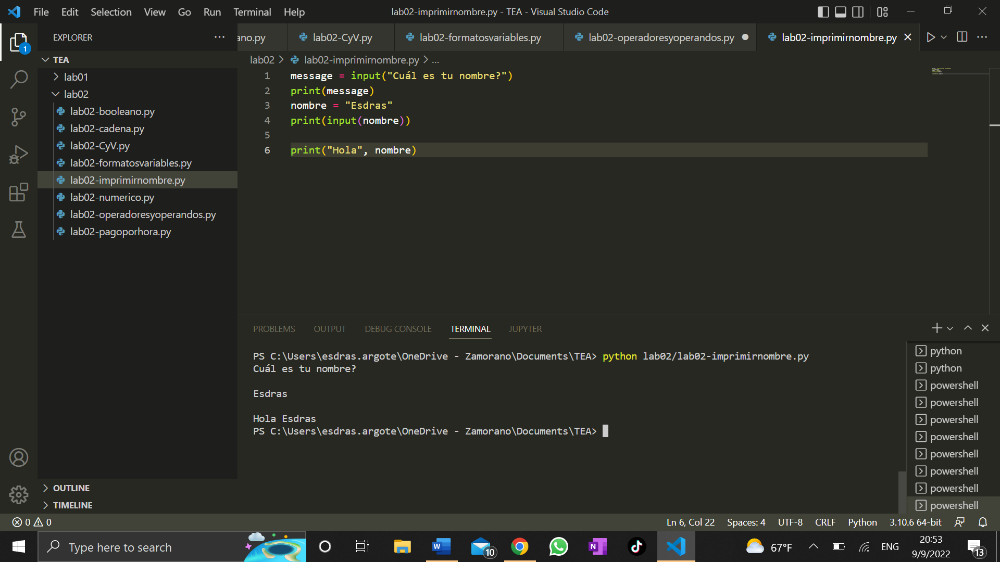 File Edit Selection View Go Run Terminal Help
lab02-imprimirnombre.py - TEA - Visual Studio Code
EXPLORER
1
ano.py
lab02-CyV.py
lab02-formatosvariables.py
lab02-operadoresyoperandos.py
lab02-imprimirnombre.py
TEA
lab01
lab02
lab02-booleano.py
lab02-cadena.py
lab02-CyV.py
lab02-formatosvariables.py
lab02-imprimirnombre.py
lab02-numerico.py
lab02-operadoresyoperandos.py
lab02-pagoporhora.py
OUTLINE
TIMELINE
lab02 > lab02-imprimirnombre.py > ...
1 message = input("Cuál es tu nombre?")
2 print(message)
3 nombre = "Esdras"
4 print(input(nombre))
5
6 print("Hola", nombre)
PROBLEMS OUTPUT DEBUG CONSOLE TERMINAL JUPYTER
PS C:\Users\esdras.argote\OneDrive - Zamorano\Documents\TEA> python lab02/lab02-imprimirnombre.py
Cuál es tu nombre?
Esdras
Hola Esdras
PS C:\Users\esdras.argote\OneDrive - Zamorano\Documents\TEA>
python
python
powershell
powershell
powershell
powershell
powershell
powershell
powershell
powershell
0 0
Ln 6, Col 22 Spaces: 4 UTF-8 CRLF Python 3.10.6 64-bit
Type here to search
W
10
N
67°F
ENG
20:53
9/9/2022
13